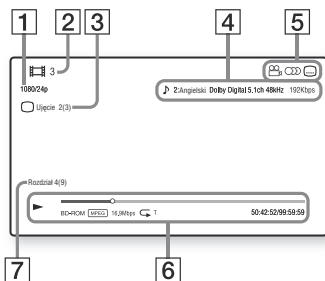 1 2 3 4 5
3
1080/24p
2:Angielski Dolby Digital 5.1ch 48kHz 192Kbps
Ujęcie 2(3)
Rozdział 4(9)
BD-ROM MPEG 16,9Mbps T 50:42:52/99:59:59
7 6